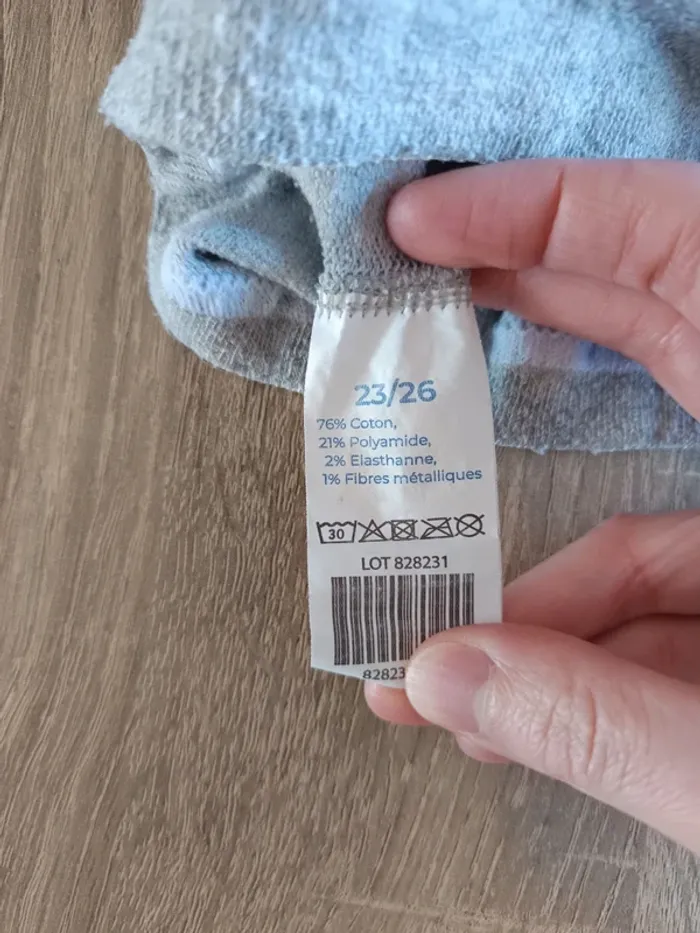 23/26
76% Coton,
21% Polyamide,
2% Elasthanne,
1% Fibres métalliques
30
LOT 828231